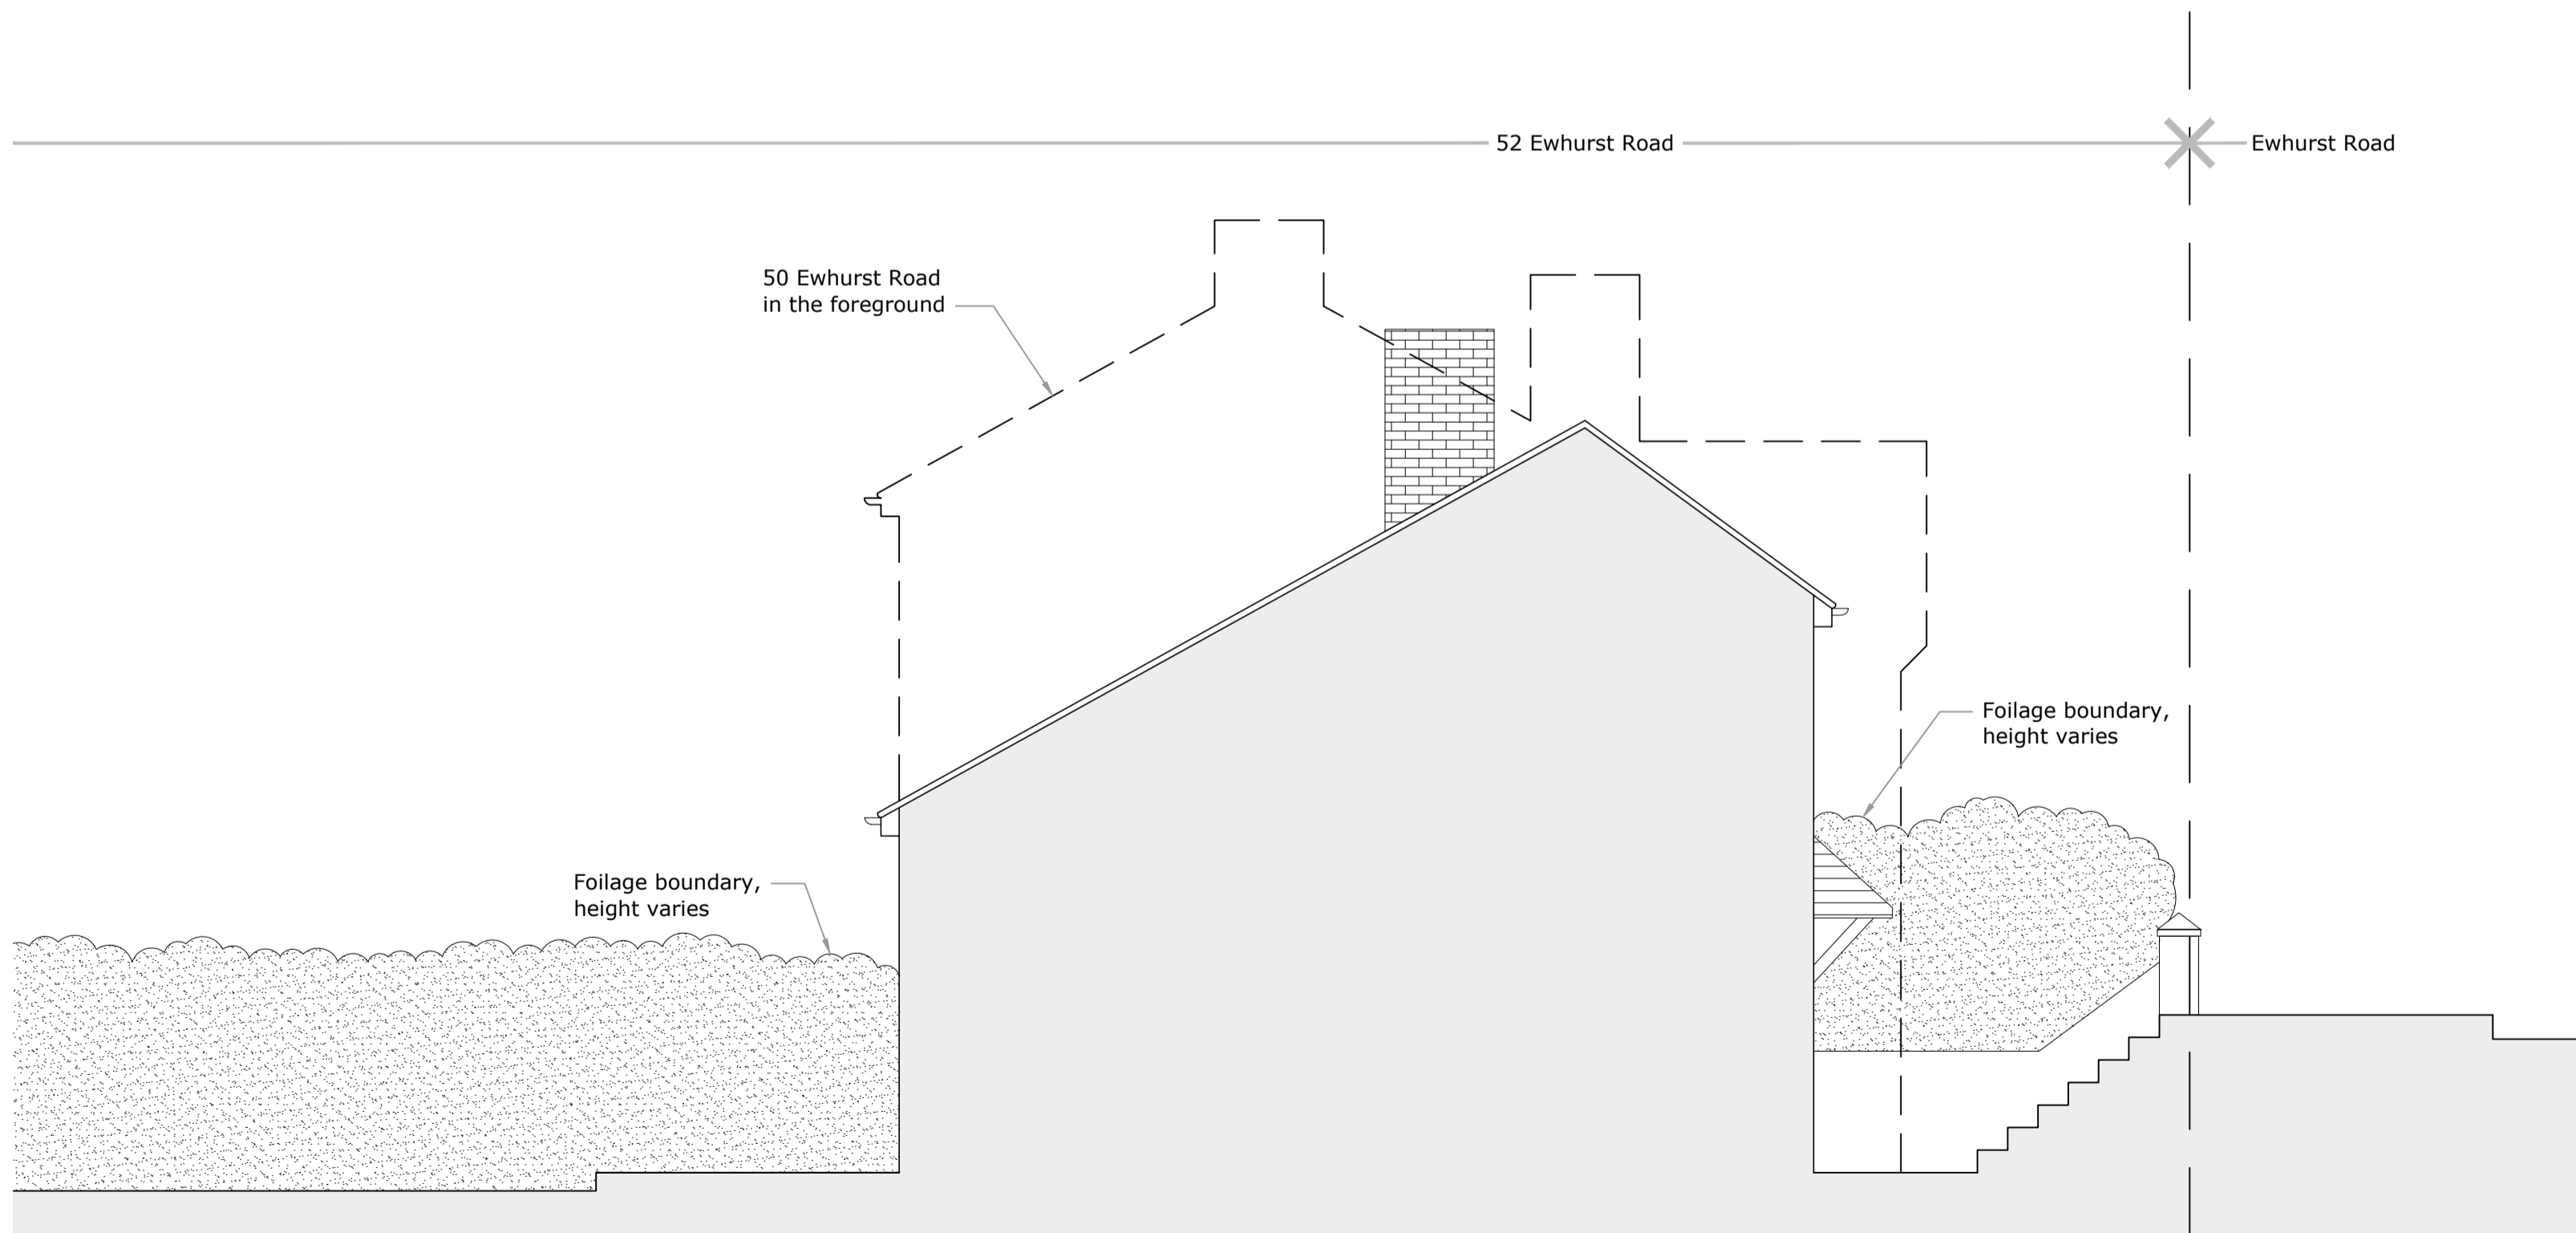 52 Ewhurst Road
Ewhurst Road
50 Ewhurst Road
in the foreground
Foilage boundary,
height varies
Foilage boundary,
height varies